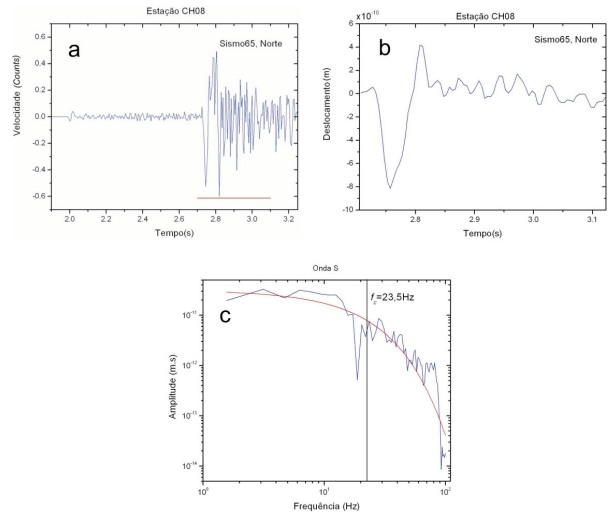 Estação CH08
a
Sismo65, Norte
Velocidade (Counts)
0.6
0.4
0.2
0.0
-0.2
-0.4
-0.6
2.0 2.2 2.4 2.6 2.8 3.0 3.2
Tempo(s)
Estação CH08
x10⁻¹⁰
b
Sismo65, Norte
Deslocamento (m)
6
4
2
0
-2
-4
-6
-8
-10
2.8 2.9 3.0 3.1
Tempo(s)
Onda S
c
f꜀=23,5Hz
Amplitude (m.s)
10⁻¹¹
10⁻¹²
10⁻¹³
10⁻¹⁴
10⁰ 10¹ 10²
Frequência (Hz)